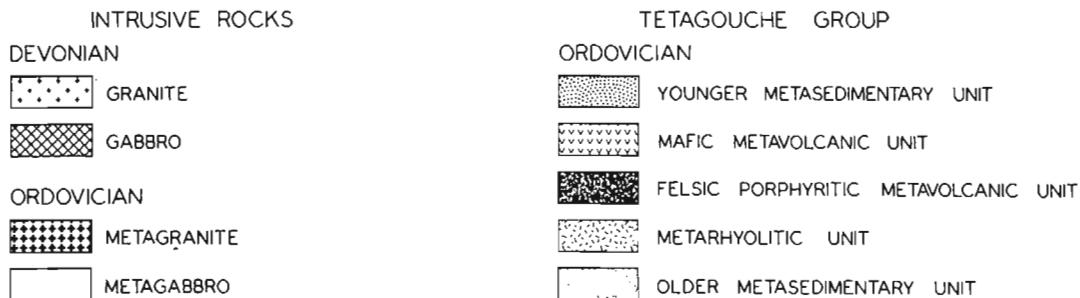 INTRUSIVE ROCKS
DEVONIAN
GRANITE
GABBRO
ORDOVICIAN
METAGRANITE
METAGABBRO
TETAGOUCHE GROUP
ORDOVICIAN
YOUNGER METASEDIMENTARY UNIT
MAFIC METAVOLCANIC UNIT
FELSIC PORPHYRITIC METAVOLCANIC UNIT
METARHYOLITIC UNIT
OLDER METASEDIMENTARY UNIT